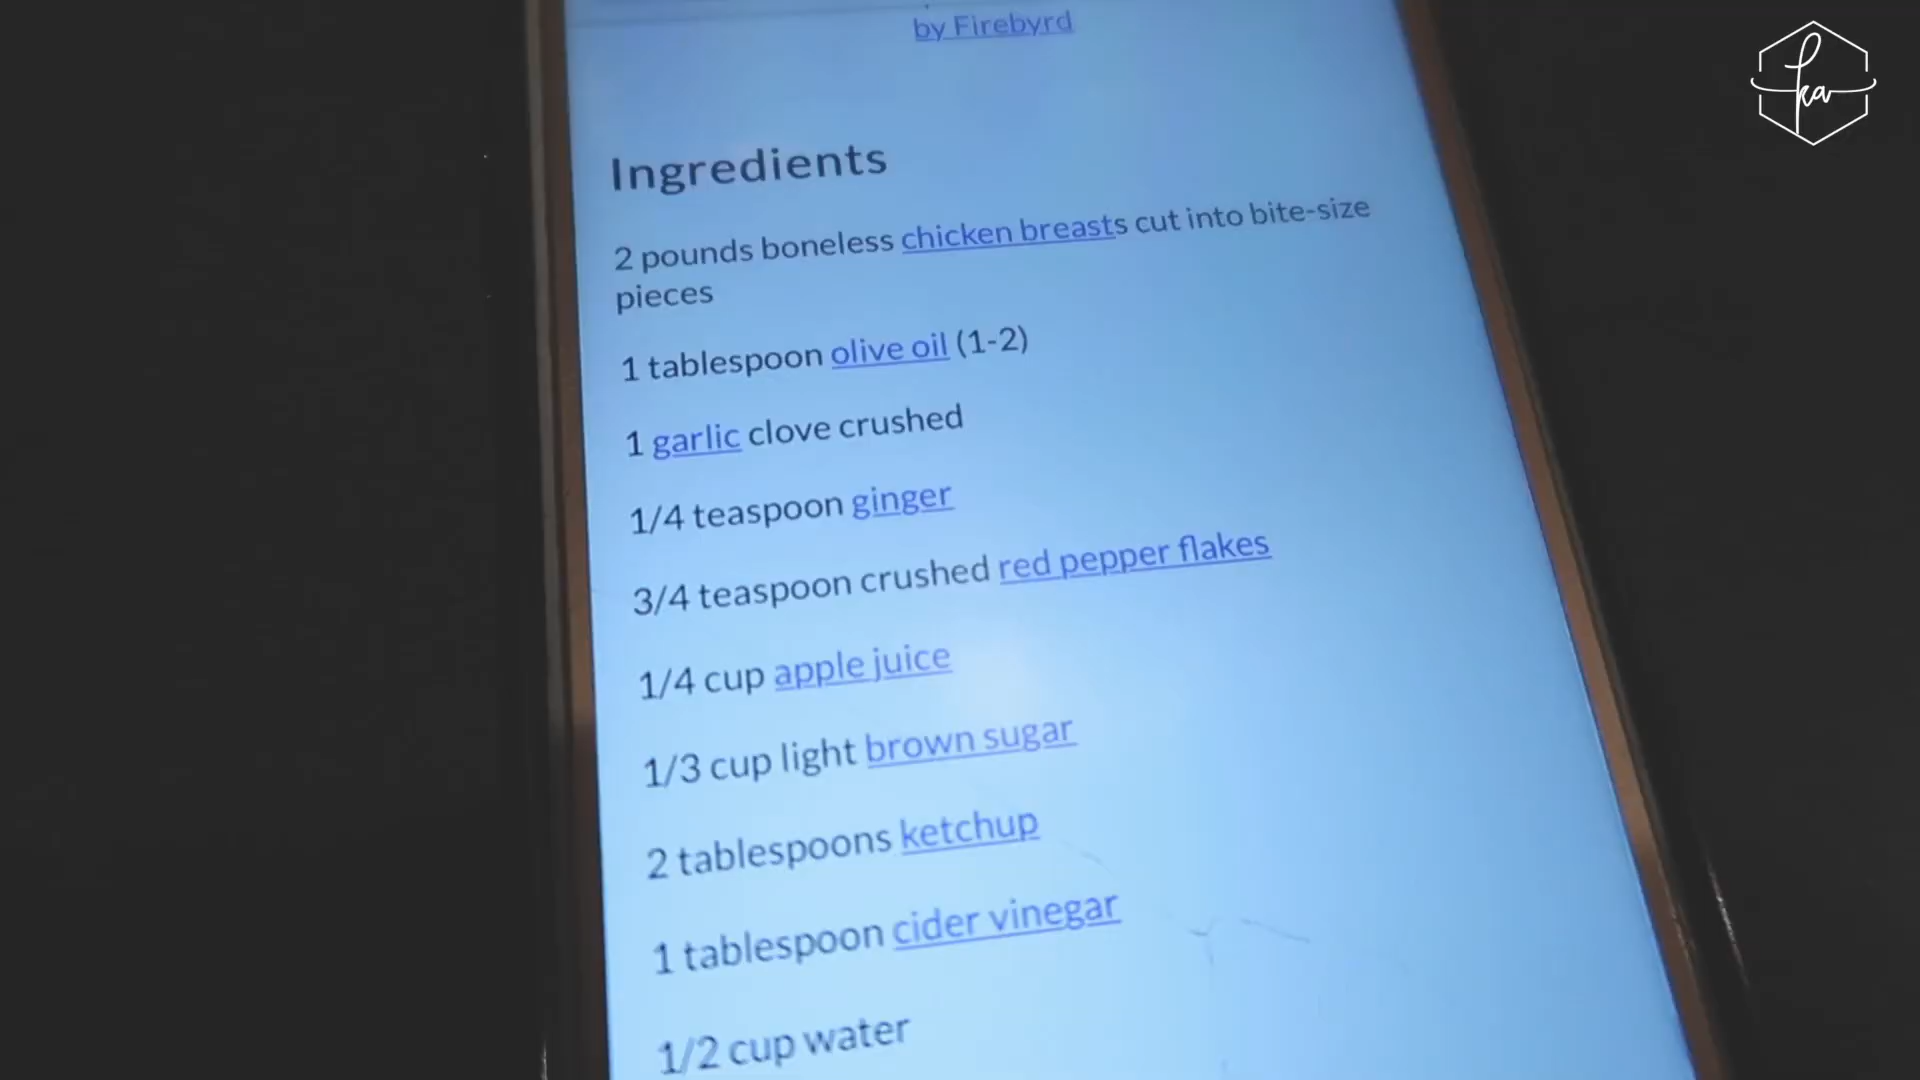 by Firebyrd
ka
Ingredients
2 pounds boneless chicken breasts cut into bite-size
pieces
1 tablespoon olive oil (1-2)
1 garlic clove crushed
1/4 teaspoon ginger
3/4 teaspoon crushed red pepper flakes
1/4 cup apple juice
1/3 cup light brown sugar
2 tablespoons ketchup
1 tablespoon cider vinegar
1/2 cup water